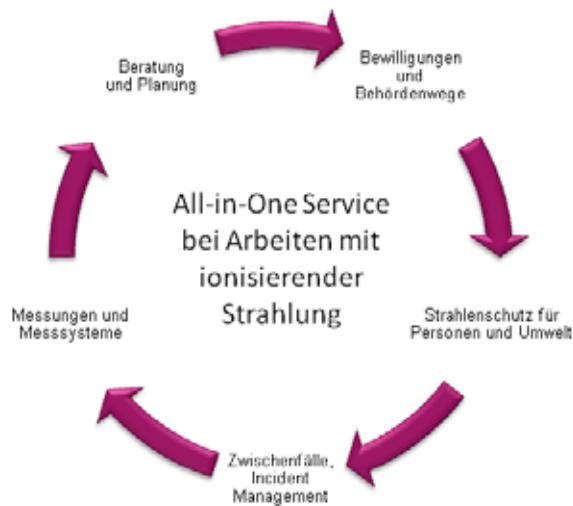 Beratung
und Planung
Bewilligungen
und
Behördenwege
All-in-One Service
bei Arbeiten mit
ionisierender
Strahlung
Messungen und
Messsysteme
Strahlenschutz für
Personen und Umwelt
Zwischenfälle,
Incident
Management